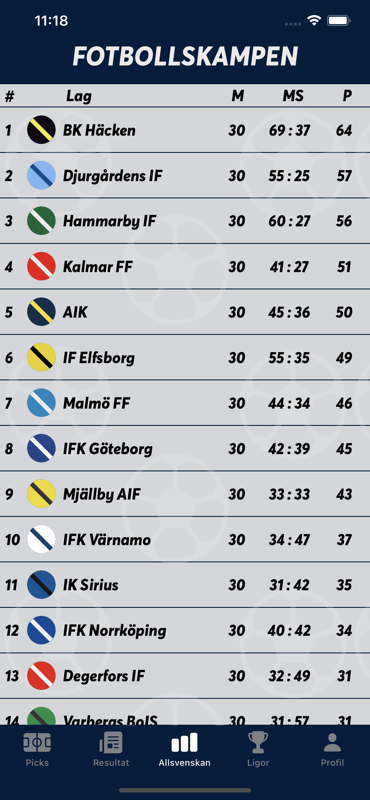 11:18
FOTBOLLSKAMPEN
# Lag M MS P
1 BK Häcken 30 69:37 64
2 Djurgårdens IF 30 55:25 57
3 Hammarby IF 30 60:27 56
4 Kalmar FF 30 41:27 51
5 AIK 30 45:36 50
6 IF Elfsborg 30 55:35 49
7 Malmö FF 30 44:34 46
8 IFK Göteborg 30 42:39 45
9 Mjällby AIF 30 33:33 43
10 IFK Värnamo 30 34:47 37
11 IK Sirius 30 31:42 35
12 IFK Norrköping 30 40:42 34
13 Degerfors IF 30 32:49 31
14 Varbergs BoIS 30 31:57 31
Picks Resultat Allsvenskan Ligor Profil